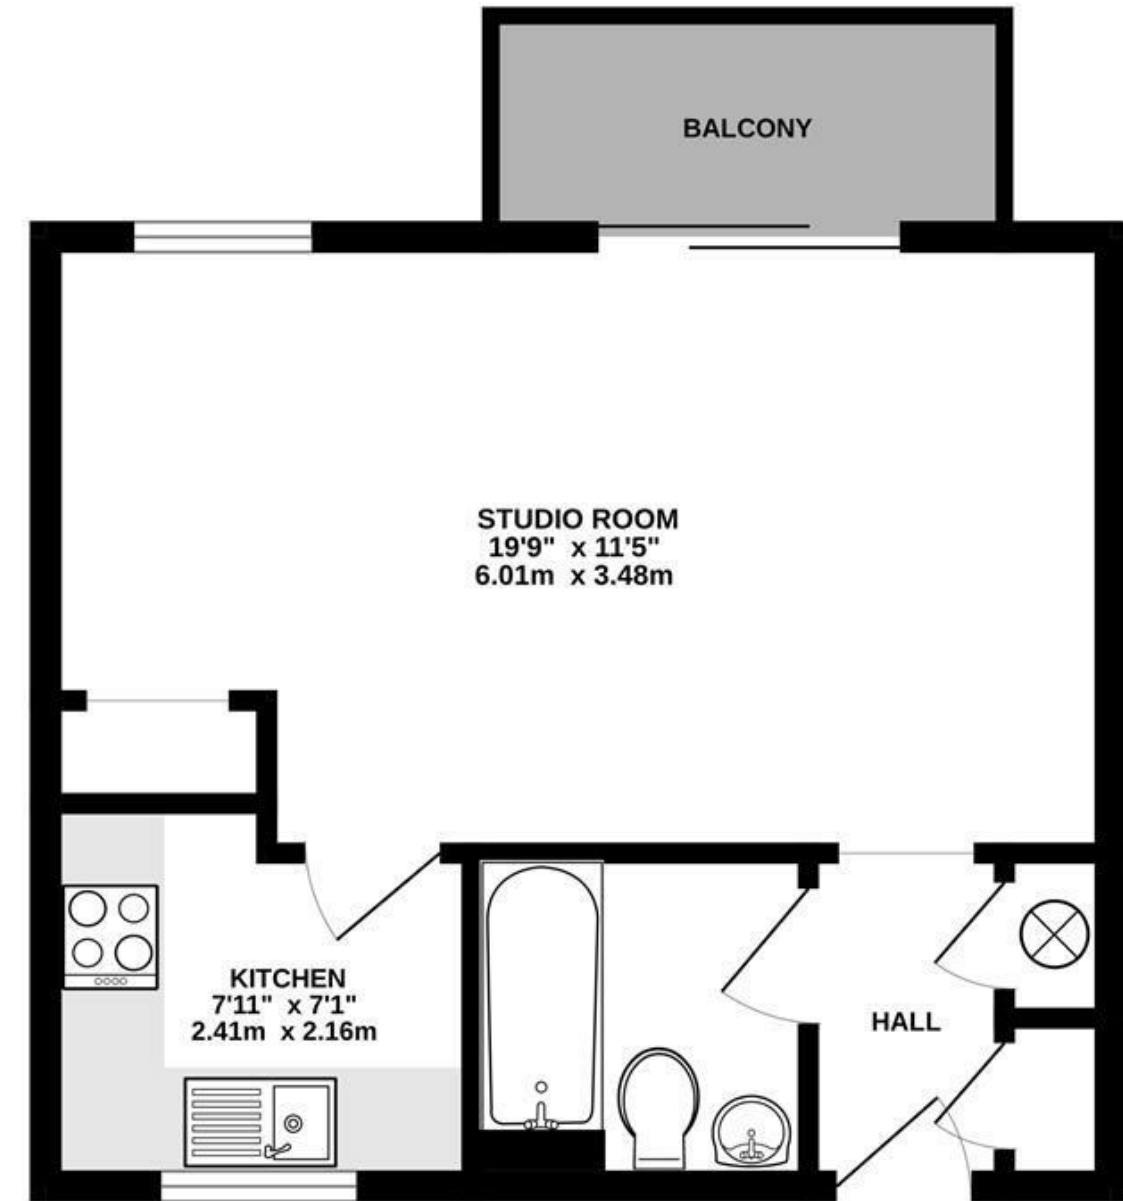 BALCONY
STUDIO ROOM
19'9" x 11'5"
6.01m x 3.48m
KITCHEN
7'11" x 7'1"
2.41m x 2.16m
HALL